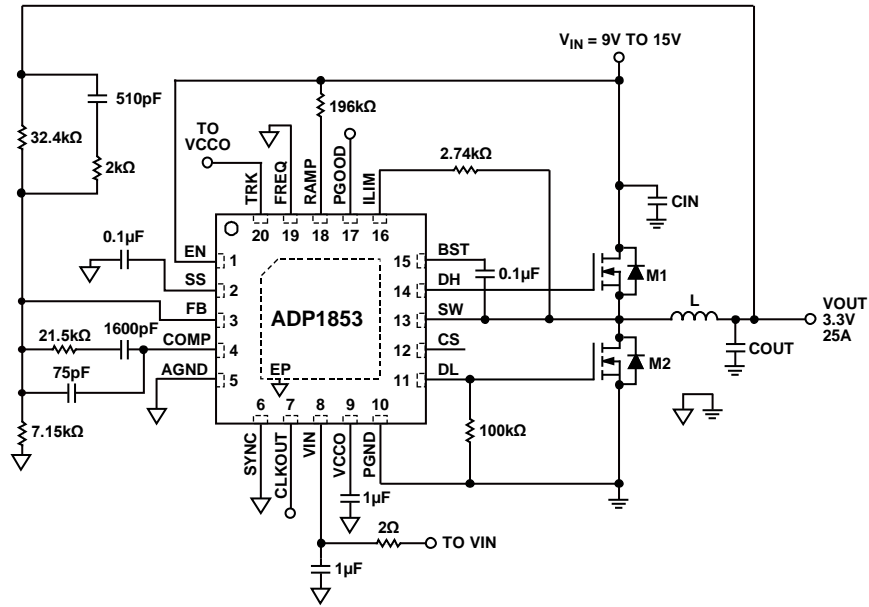 V_IN = 9V TO 15V
510pF
32.4kΩ
2kΩ
196kΩ
TO
VCCO
2.74kΩ
TRK
FREQ
RAMP
PGOOD
ILIM
20
19
18
17
16
CIN
0.1µF
EN
1
SS
2
FB
3
COMP
4
AGND
5
ADP1853
EP
15
BST
14
DH
13
SW
12
CS
11
DL
0.1µF
M1
L
VOUT
3.3V
25A
COUT
M2
21.5kΩ
1600pF
75pF
7.15kΩ
6
7
8
9
10
SYNC
CLKOUT
VIN
VCCO
PGND
100kΩ
1µF
2Ω
TO VIN
1µF